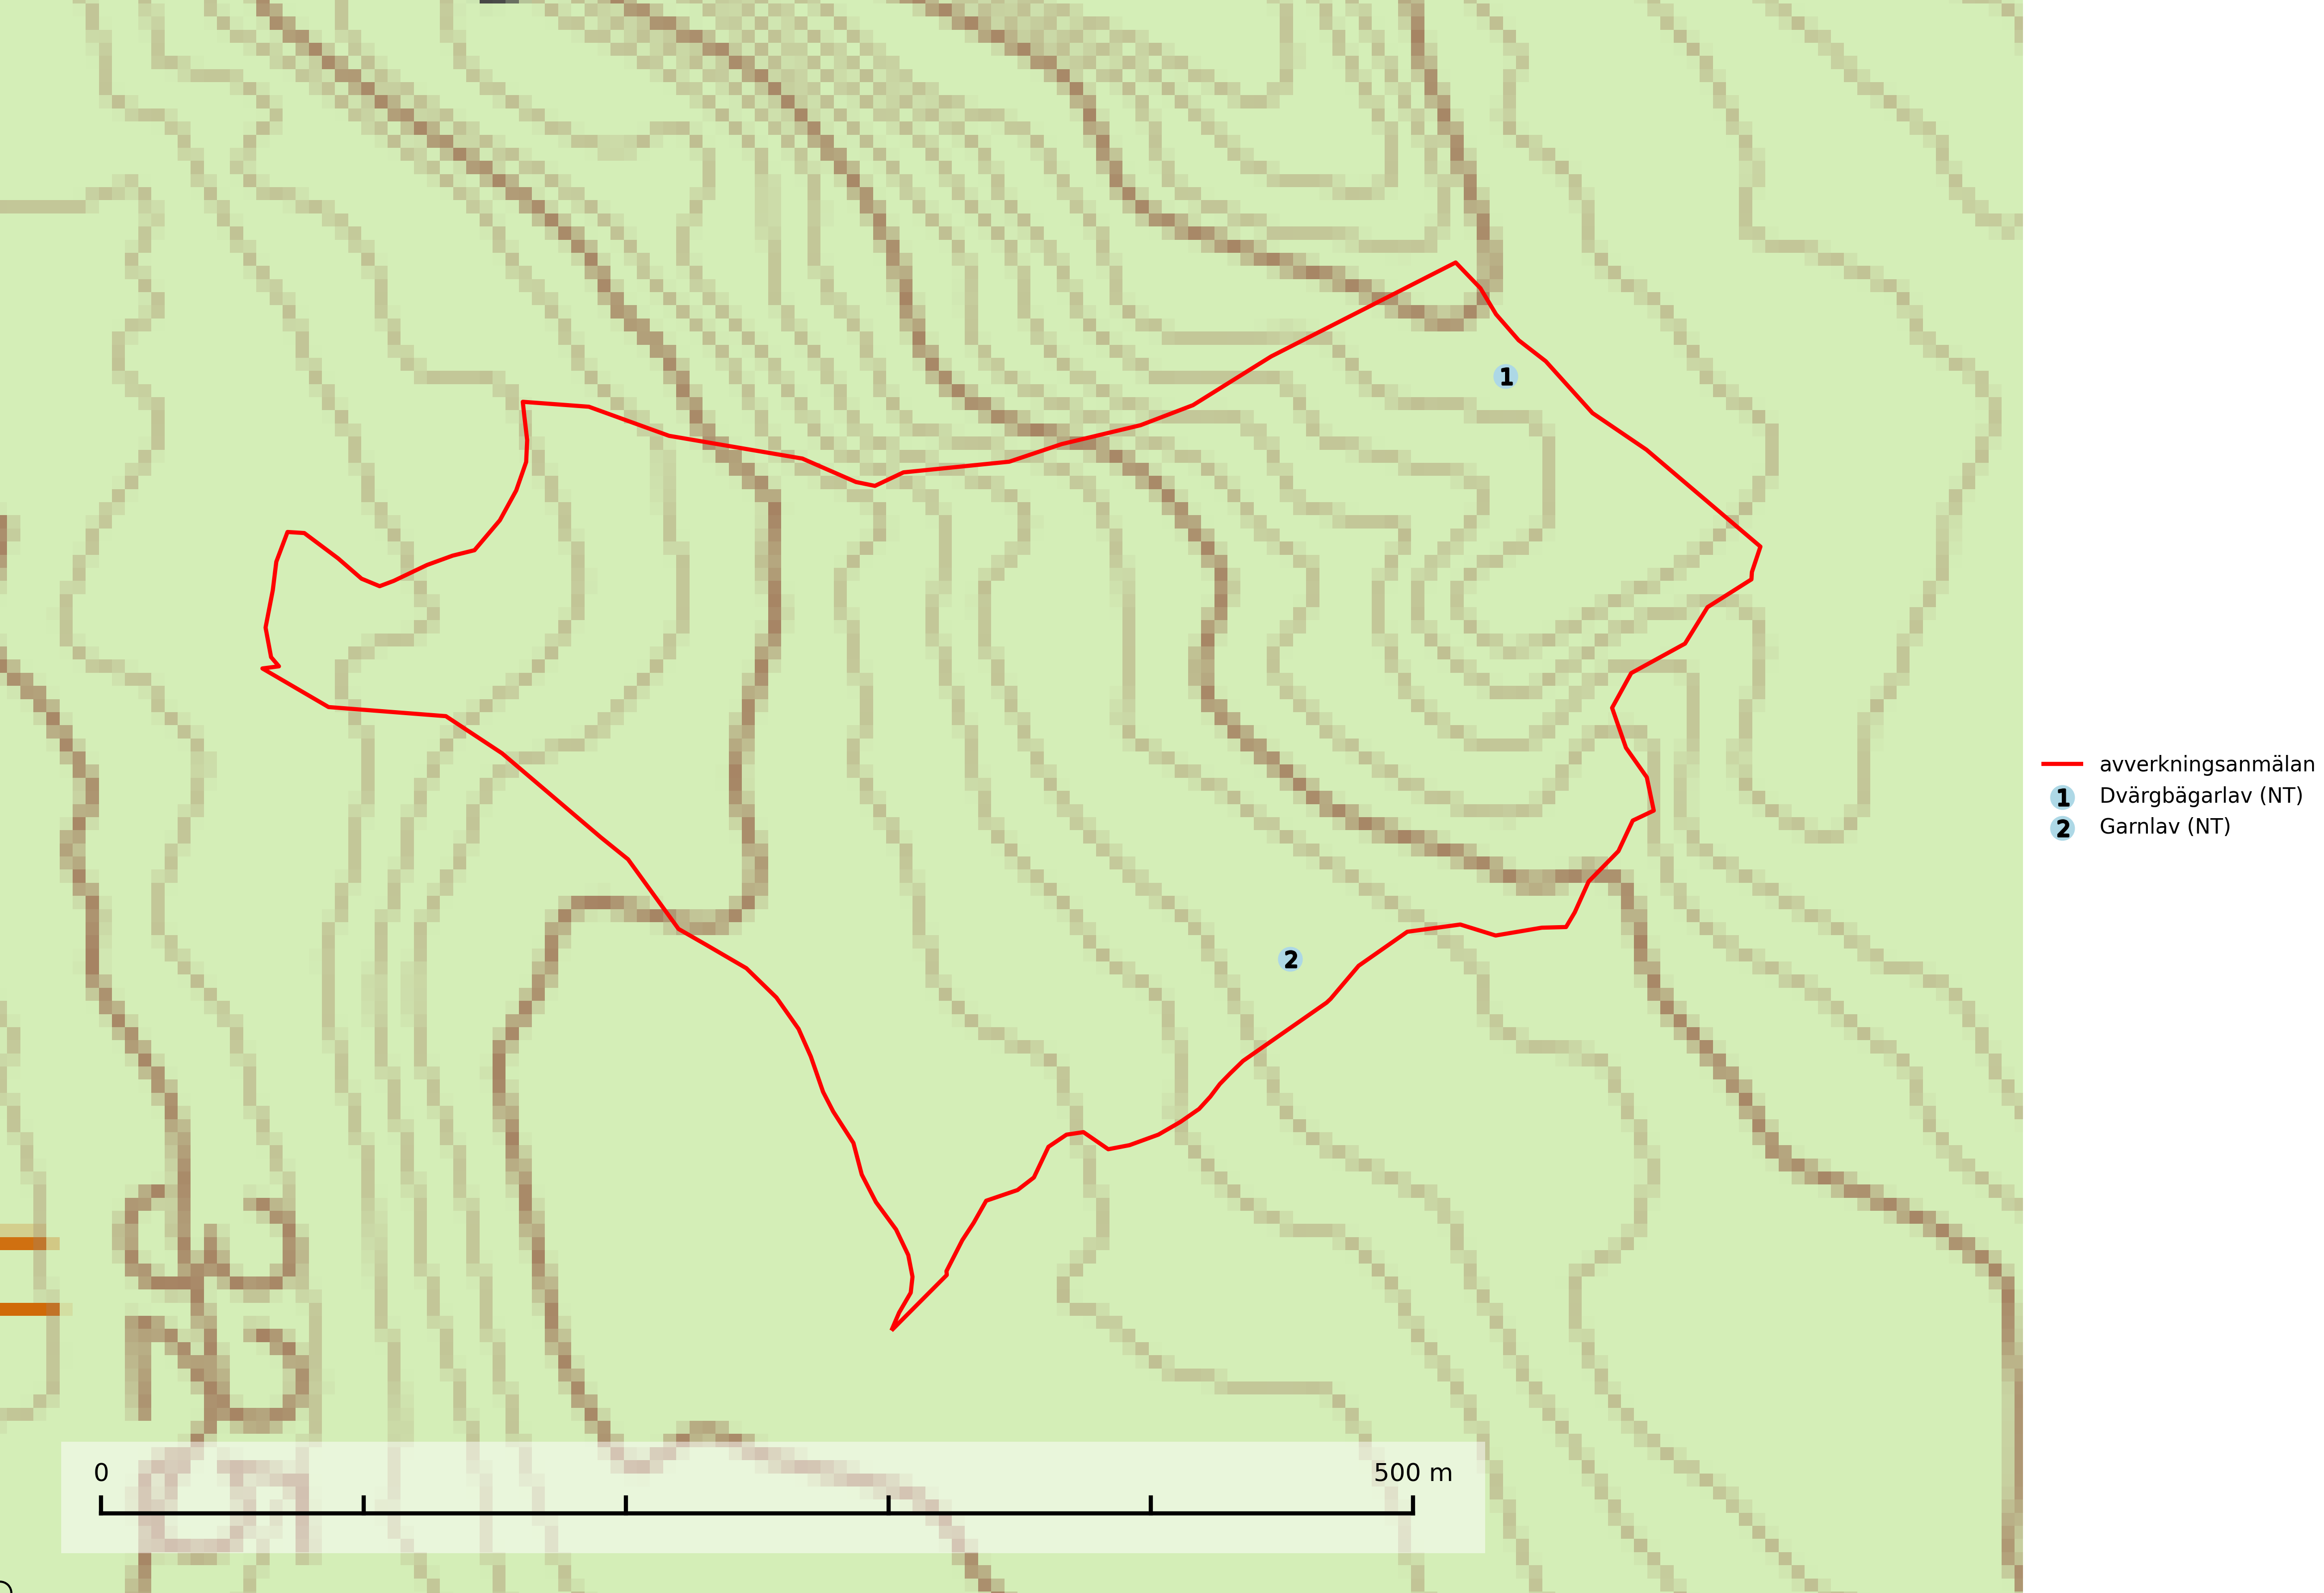 1
2
avverkningsanmälan
1 Dvärgbägarlav (NT)
2 Garnlav (NT)
0 500 m